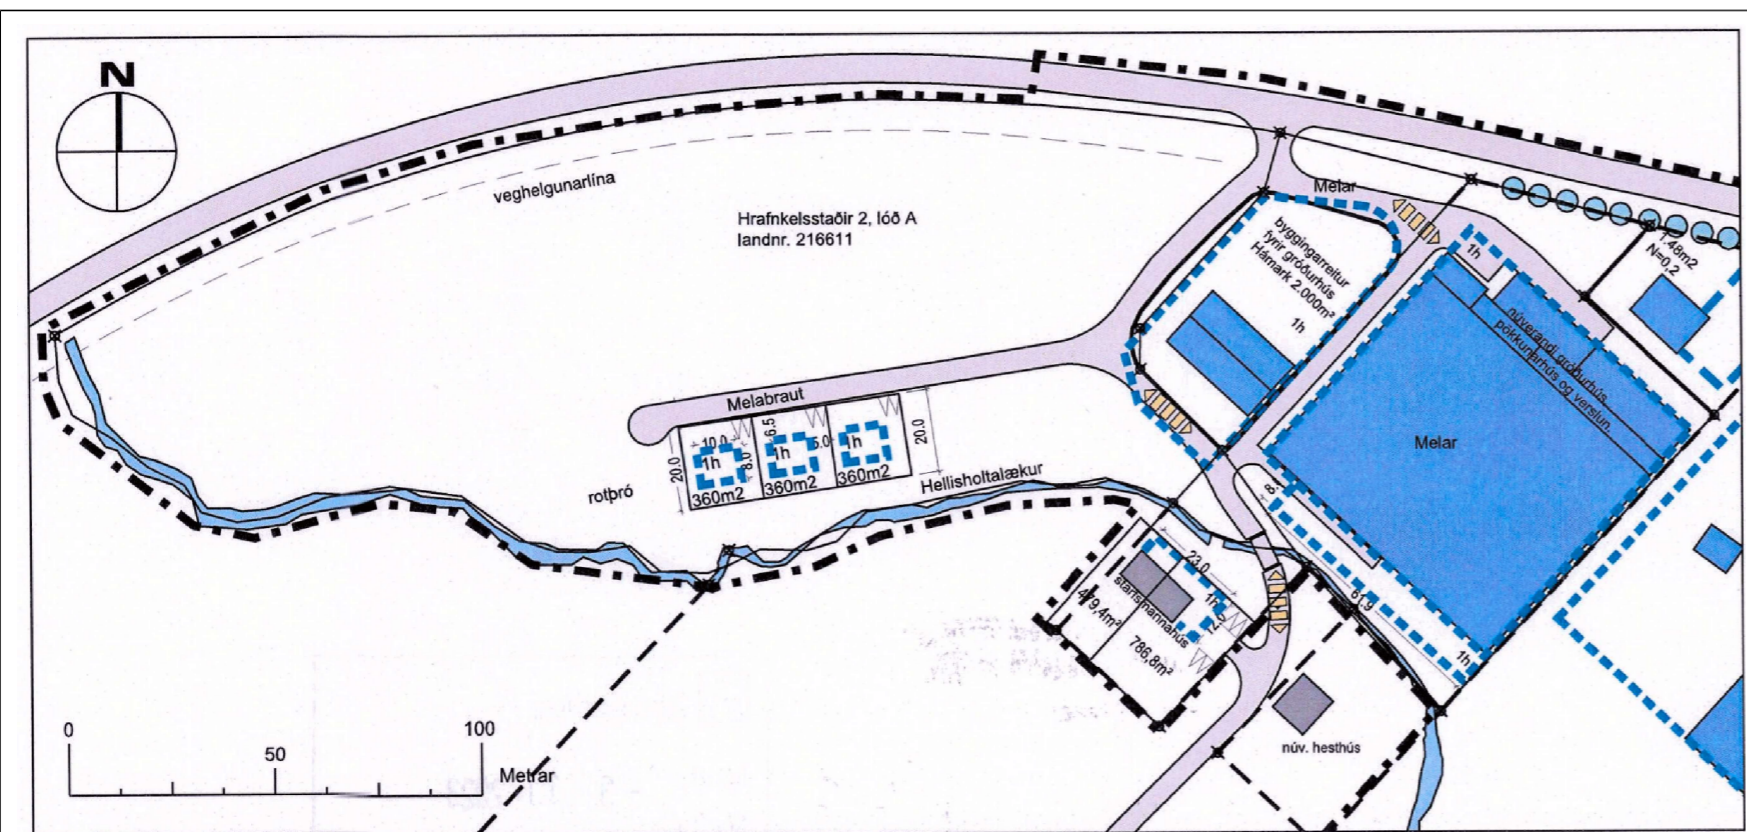 N
veghelgunarlína
Hrafnkelsstaðir 2, lóð A
landnr. 216611
Melar
byggingarreitur
fyrir gróðurhús
Hámark 2.000m²
1h
1h
1.48m2
N=0,2
núverandi gróðurhús,
pökkunarhús og verslun.
Melar
Melabraut
10.0
6.5
5.0
20.0
20.0
8.0
1h
1h
1h
360m2
360m2
360m2
rotþró
Hellisholtalækur
8.
23.0
starfsmannahús
1h
479,4m²
786,8m²
61.9
1h
núv. hesthús
0
50
100
Metrar